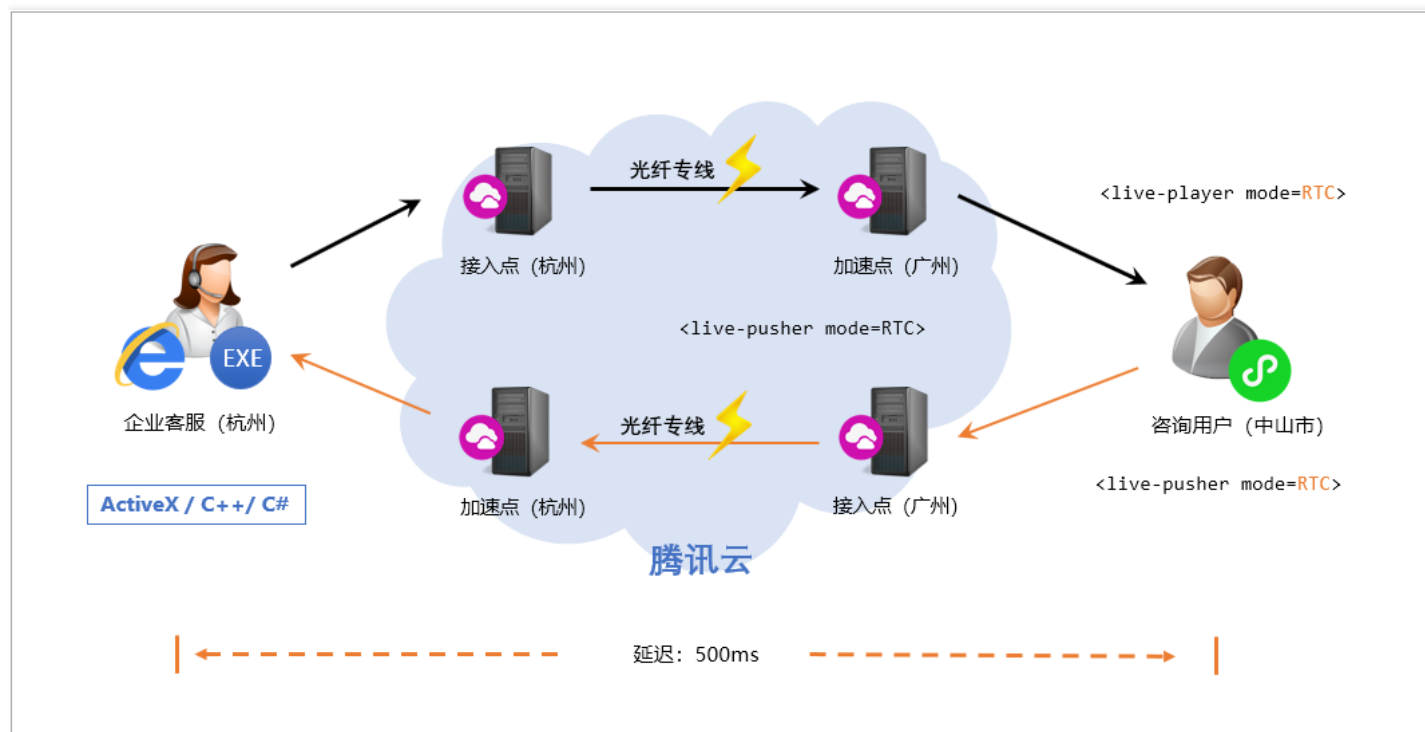 光纤专线
<live-player mode=RTC>
接入点 (杭州)
加速点 (广州)
<live-pusher mode=RTC>
EXE
企业客服 (杭州)
光纤专线
咨询用户 (中山市)
<live-pusher mode=RTC>
ActiveX / C++/ C#
加速点 (杭州)
接入点 (广州)
腾讯云
延迟：500ms